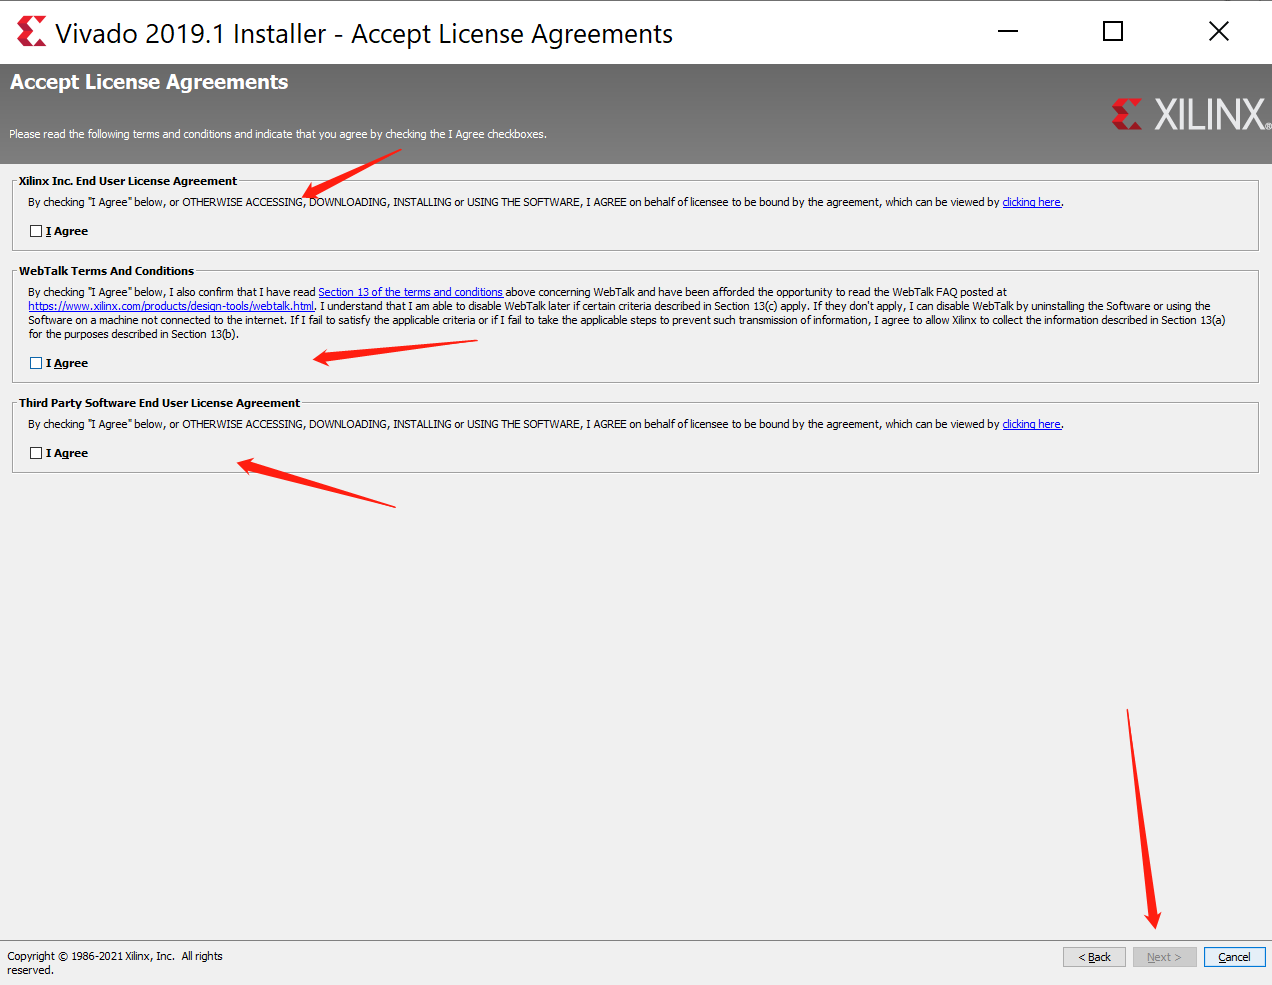 Vivado 2019.1 Installer - Accept License Agreements
Accept License Agreements
XILINX®
Please read the following terms and conditions and indicate that you agree by checking the I Agree checkboxes.
Xilinx Inc. End User License Agreement
By checking "I Agree" below, or OTHERWISE ACCESSING, DOWNLOADING, INSTALLING or USING THE SOFTWARE, I AGREE on behalf of licensee to be bound by the agreement, which can be viewed by clicking here.
I Agree
WebTalk Terms And Conditions
By checking "I Agree" below, I also confirm that I have read Section 13 of the terms and conditions above concerning WebTalk and have been afforded the opportunity to read the WebTalk FAQ posted at
https://www.xilinx.com/products/design-tools/webtalk.html. I understand that I am able to disable WebTalk later if certain criteria described in Section 13(c) apply. If they don't apply, I can disable WebTalk by uninstalling the Software or using the
Software on a machine not connected to the internet. If I fail to satisfy the applicable criteria or if I fail to take the applicable steps to prevent such transmission of information, I agree to allow Xilinx to collect the information described in Section 13(a)
for the purposes described in Section 13(b).
I Agree
Third Party Software End User License Agreement
By checking "I Agree" below, or OTHERWISE ACCESSING, DOWNLOADING, INSTALLING or USING THE SOFTWARE, I AGREE on behalf of licensee to be bound by the agreement, which can be viewed by clicking here.
I Agree
Copyright © 1986-2021 Xilinx, Inc. All rights
reserved.
< Back Next > Cancel